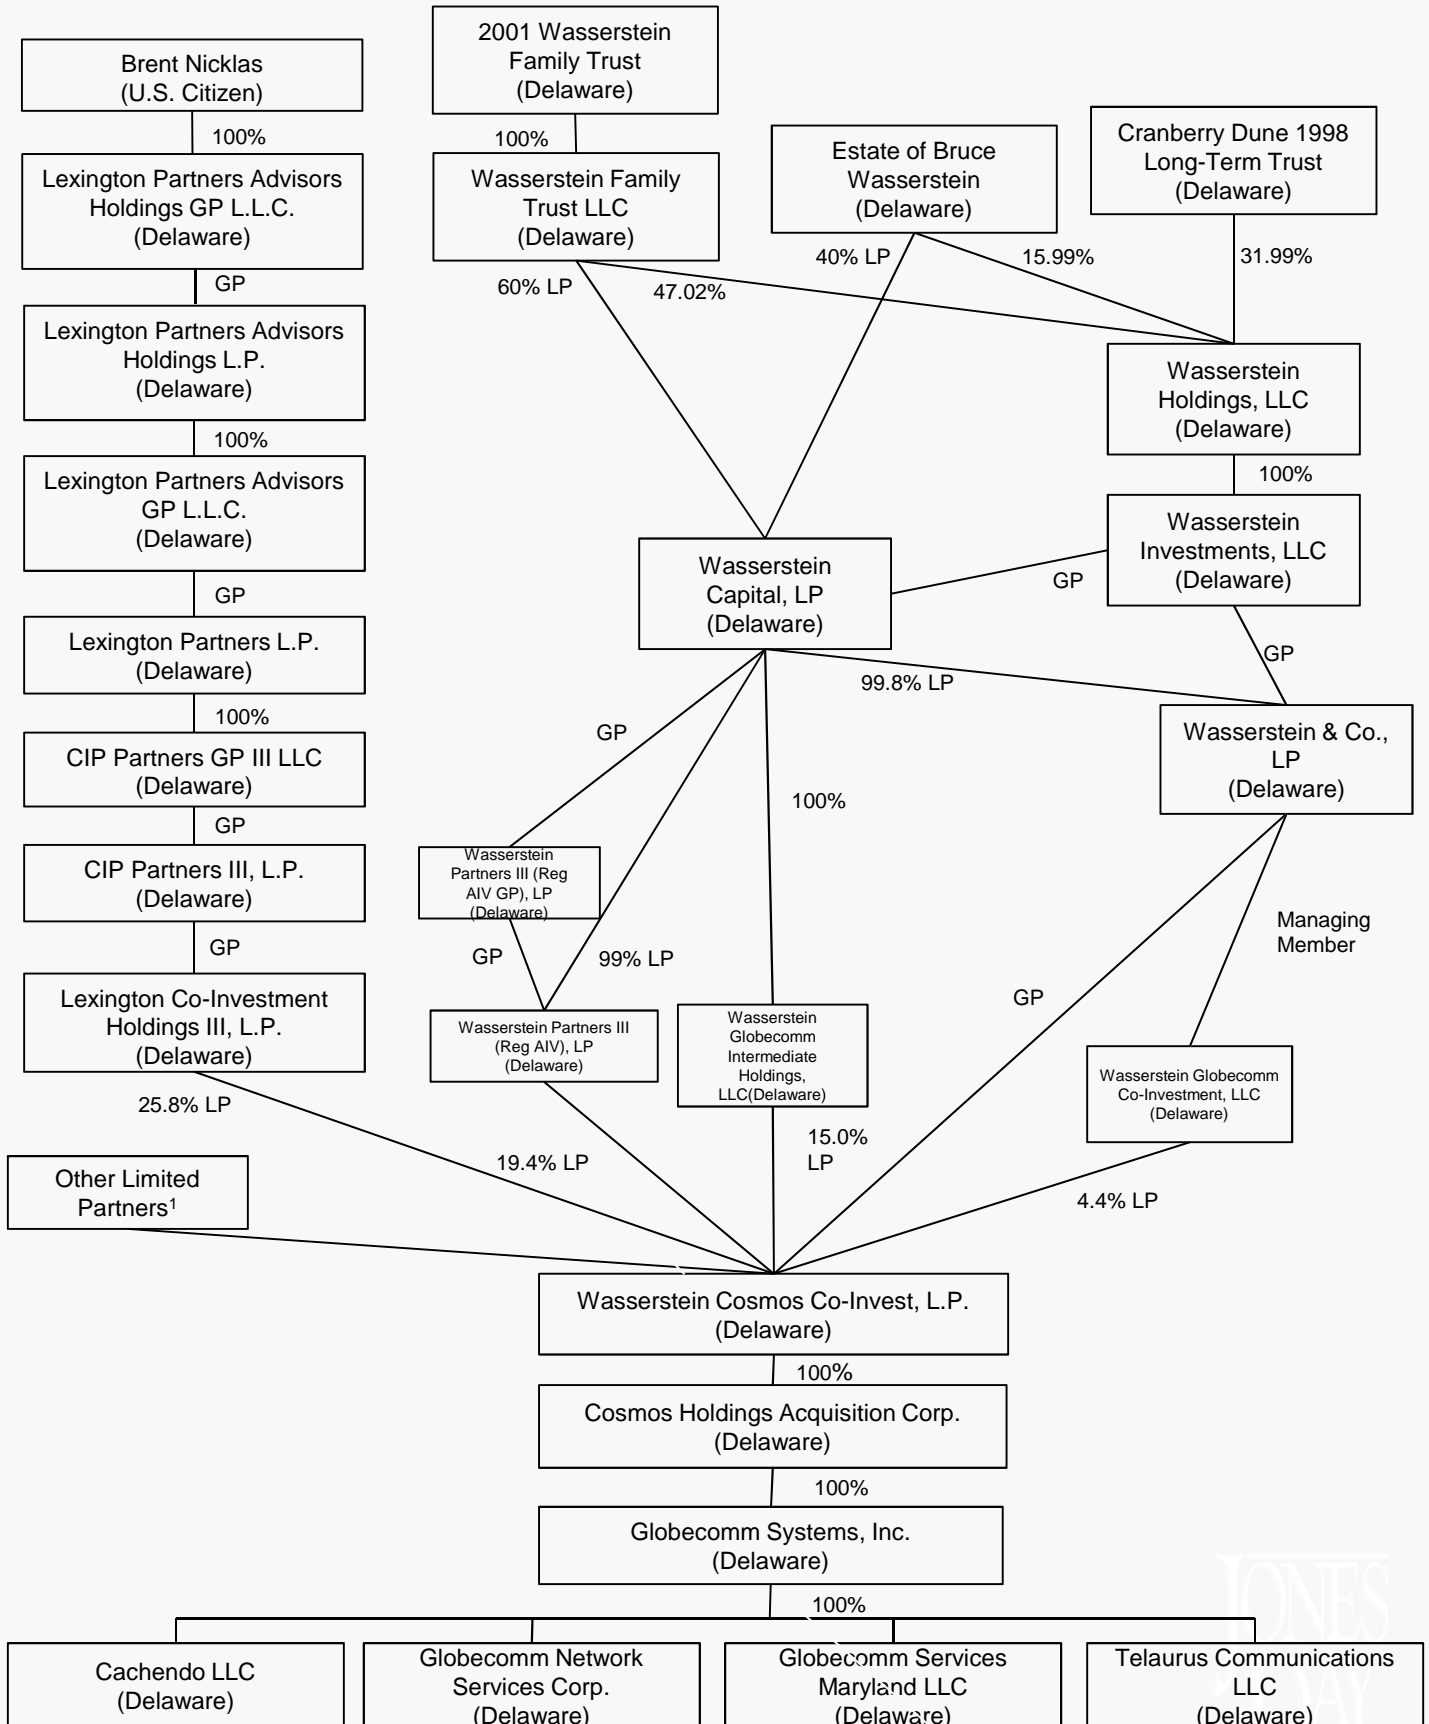 Brent Nicklas
(U.S. Citizen)
2001 Wasserstein
Family Trust
(Delaware)
100%
100%
Lexington Partners Advisors
Holdings GP L.L.C.
(Delaware)
Wasserstein Family
Trust LLC
(Delaware)
Estate of Bruce
Wasserstein
(Delaware)
Cranberry Dune 1998
Long-Term Trust
(Delaware)
GP
60% LP
47.02%
40% LP
15.99%
31.99%
Lexington Partners Advisors
Holdings L.P.
(Delaware)
Wasserstein
Holdings, LLC
(Delaware)
100%
100%
Lexington Partners Advisors
GP L.L.C.
(Delaware)
Wasserstein
Capital, LP
(Delaware)
GP
Wasserstein
Investments, LLC
(Delaware)
GP
GP
Lexington Partners L.P.
(Delaware)
99.8% LP
100%
GP
Wasserstein & Co.,
LP
(Delaware)
CIP Partners GP III LLC
(Delaware)
100%
GP
Wasserstein
Partners III (Reg
AIV GP), LP
(Delaware)
CIP Partners III, L.P.
(Delaware)
Managing
Member
GP
GP
99% LP
GP
Lexington Co-Investment
Holdings III, L.P.
(Delaware)
Wasserstein Partners III
(Reg AIV), LP
(Delaware)
Wasserstein
Globecomm
Intermediate
Holdings,
LLC(Delaware)
Wasserstein Globecomm
Co-Investment, LLC
(Delaware)
25.8% LP
19.4% LP
15.0%
LP
4.4% LP
Other Limited
Partners¹
Wasserstein Cosmos Co-Invest, L.P.
(Delaware)
100%
Cosmos Holdings Acquisition Corp.
(Delaware)
100%
Globecomm Systems, Inc.
(Delaware)
100%
Cachendo LLC
(Delaware)
Globecomm Network
Services Corp.
(Delaware)
Globecomm Services
Maryland LLC
(Delaware)
Telaurus Communications
LLC
(Delaware)
JONES
DAY